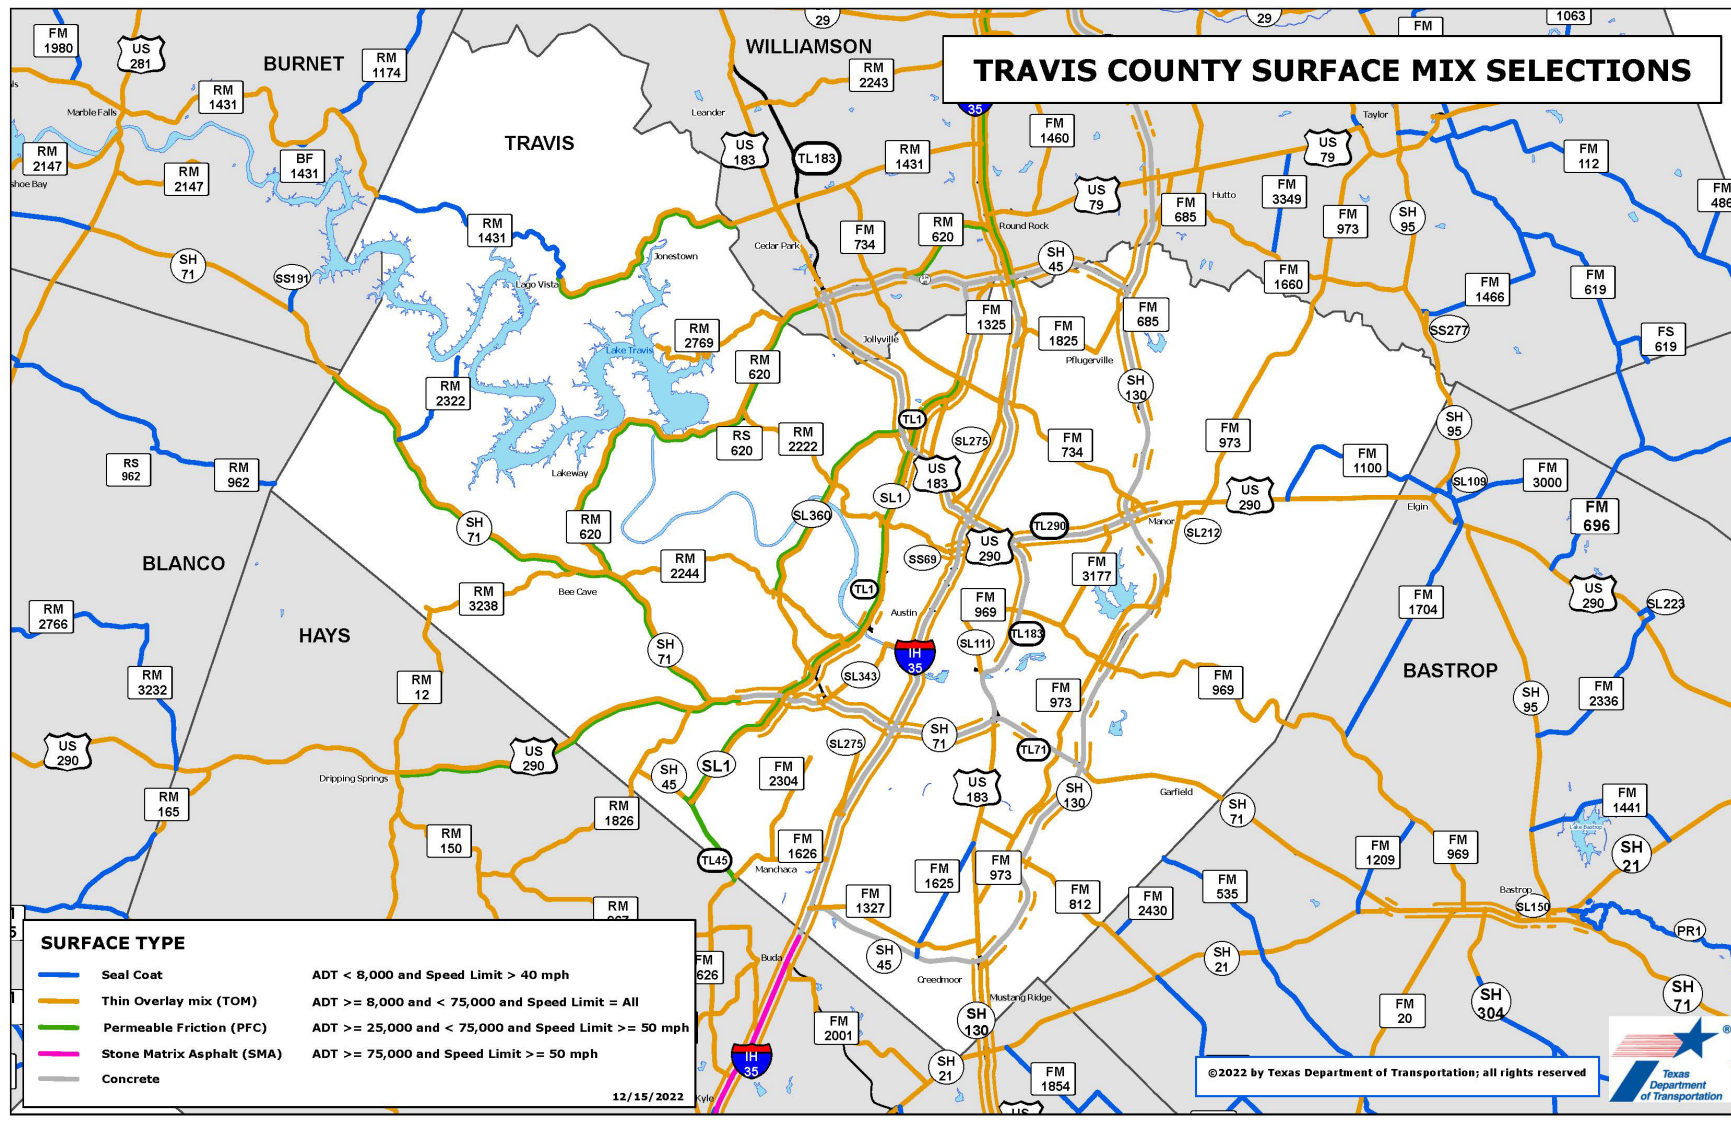 TRAVIS COUNTY SURFACE MIX SELECTIONS
BURNET
WILLIAMSON
TRAVIS
BLANCO
HAYS
BASTROP
FM
1980
US
281
RM
1174
RM
1431
Marble Falls
RM
2147
RM
2147
BF
1431
shoe Bay
SH
71
SS191
RM
1431
Lago Vista
Jonestown
Leander
US
183
TL183
RM
2243
29
29
FM
1063
35
FM
1460
RM
1431
US
79
US
79
Taylor
FM
112
FM
486
Hutto
FM
685
FM
3349
FM
973
SH
95
FM
734
RM
620
Round Rock
Cedar Park
SH
45
FM
1660
FM
1466
FM
619
SS277
FS
619
FM
1325
FM
1825
FM
685
Pflugerville
Jollyville
RM
2769
Lake Travis
RM
620
RM
2322
SH
130
TL1
RS
620
RM
2222
SL275
FM
734
FM
973
SH
95
FM
1100
SL109
FM
3000
Elgin
FM
696
RS
962
RM
962
Lakeway
US
183
SL1
SL360
US
290
TL290
Manor
SL212
US
290
SH
71
RM
620
SS69
RM
2244
FM
3177
Bee Cave
RM
3238
TL1
Austin
FM
969
FM
1704
US
290
SL223
RM
2766
SL111
TL183
IH
35
SH
71
SL343
RM
3232
RM
12
FM
973
FM
969
SH
95
FM
2336
US
290
US
290
SL275
SH
71
TL71
Dripping Springs
SH
45
SL1
FM
2304
US
183
SH
130
Garfield
SH
71
FM
1441
Lake Bastrop
RM
165
RM
1826
RM
150
TL45
FM
1626
Manchaca
FM
1625
FM
973
FM
812
FM
2430
FM
535
FM
1209
FM
969
SH
21
Bastrop
SL150
PR1
FM
1327
RM
967
SH
45
Creedmoor
SH
21
Buda
FM
1626
Mustang Ridge
SH
130
FM
20
SH
304
SH
71
FM
2001
IH
35
SH
21
FM
1854
Kyle
US
SURFACE TYPE
Seal Coat ADT < 8,000 and Speed Limit > 40 mph
Thin Overlay mix (TOM) ADT >= 8,000 and < 75,000 and Speed Limit = All
Permeable Friction (PFC) ADT >= 25,000 and < 75,000 and Speed Limit >= 50 mph
Stone Matrix Asphalt (SMA) ADT >= 75,000 and Speed Limit >= 50 mph
Concrete
12/15/2022
©2022 by Texas Department of Transportation; all rights reserved
Texas
Department
of Transportation
®